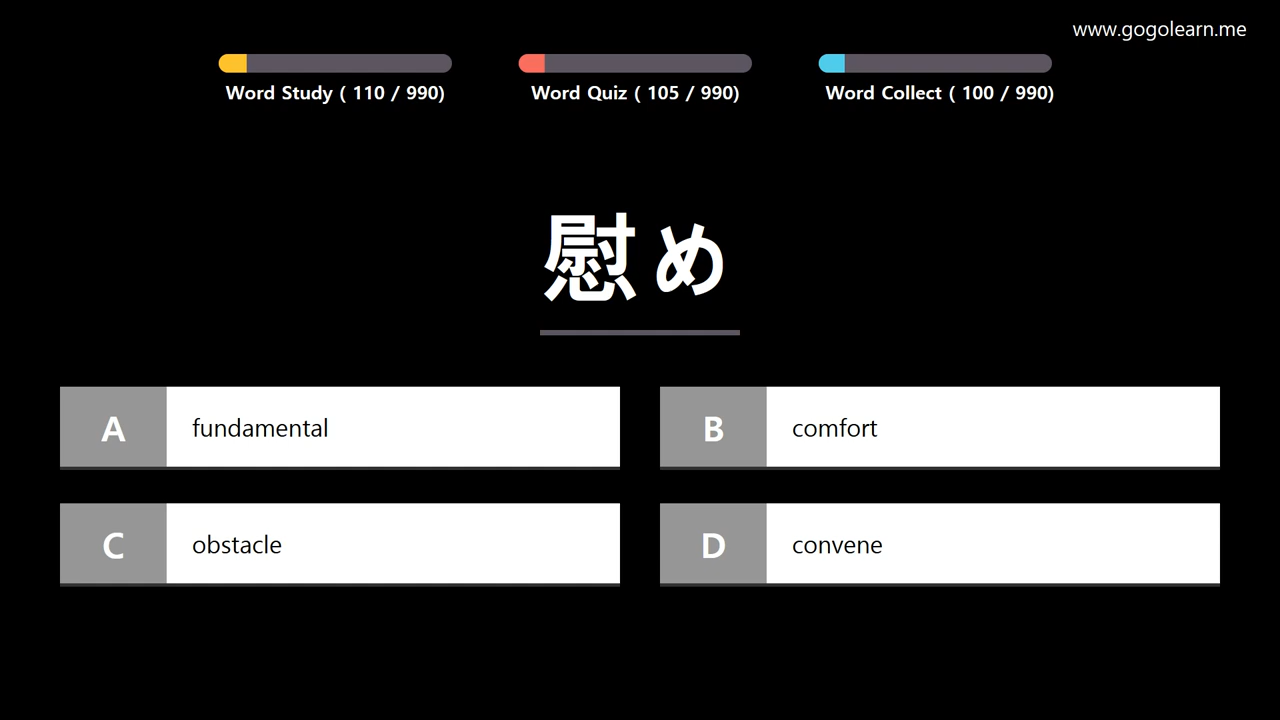 www.gogolearn.me
Word Study ( 110 / 990)
Word Quiz ( 105 / 990)
Word Collect ( 100 / 990)
慰め
A fundamental
B comfort
C obstacle
D convene